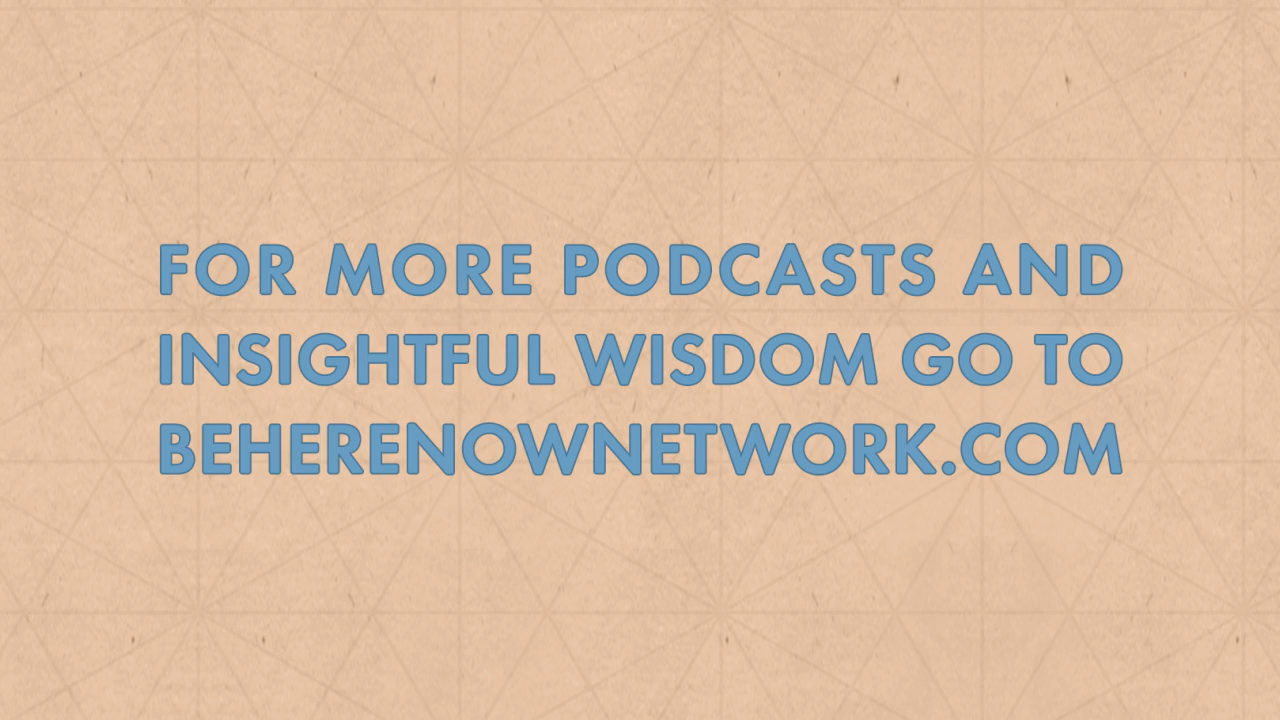 FOR MORE PODCASTS AND
INSIGHTFUL WISDOM GO TO
BEHERENOWNETWORK.COM